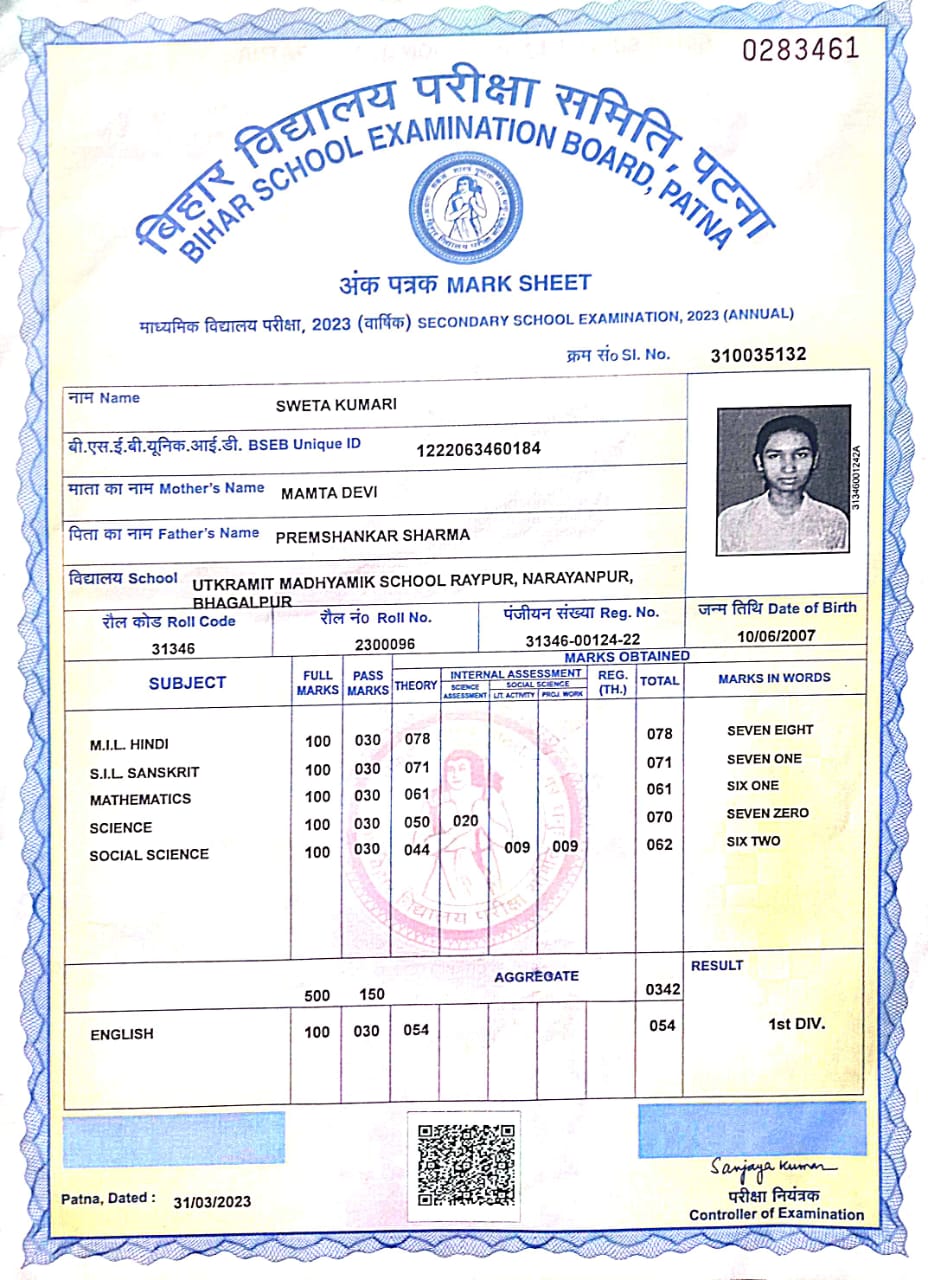 0283461
बिहार विद्यालय परीक्षा समिति, पटना
BIHAR SCHOOL EXAMINATION BOARD, PATNA
अंक पत्रक MARK SHEET
माध्यमिक विद्यालय परीक्षा, 2023 (वार्षिक) SECONDARY SCHOOL EXAMINATION, 2023 (ANNUAL)
क्रम सं० Sl. No. 310035132
नाम Name SWETA KUMARI
बी.एस.ई.बी.यूनिक.आई.डी. BSEB Unique ID 1222063460184
माता का नाम Mother's Name MAMTA DEVI
पिता का नाम Father's Name PREMSHANKAR SHARMA
31346001242A
विद्यालय School UTKRAMIT MADHYAMIK SCHOOL RAYPUR, NARAYANPUR,
BHAGALPUR
रौल कोड Roll Code रौल नं० Roll No. पंजीयन संख्या Reg. No. जन्म तिथि Date of Birth
31346 2300096 31346-00124-22 10/06/2007
MARKS OBTAINED
SUBJECT FULL MARKS PASS MARKS THEORY INTERNAL ASSESSMENT REG. (TH.) TOTAL MARKS IN WORDS
SCIENCE ASSESSMENT SOCIAL SCIENCE
LIT. ACTIVITY PROJ. WORK
M.I.L. HINDI 100 030 078 078 SEVEN EIGHT
S.I.L. SANSKRIT 100 030 071 071 SEVEN ONE
MATHEMATICS 100 030 061 061 SIX ONE
SCIENCE 100 030 050 020 070 SEVEN ZERO
SOCIAL SCIENCE 100 030 044 009 009 062 SIX TWO
विद्यालय परीक्षा
AGGREGATE RESULT
500 150 0342
ENGLISH 100 030 054 054 1st DIV.
Sanjaya Kumar
Patna, Dated : 31/03/2023
परीक्षा नियंत्रक
Controller of Examination